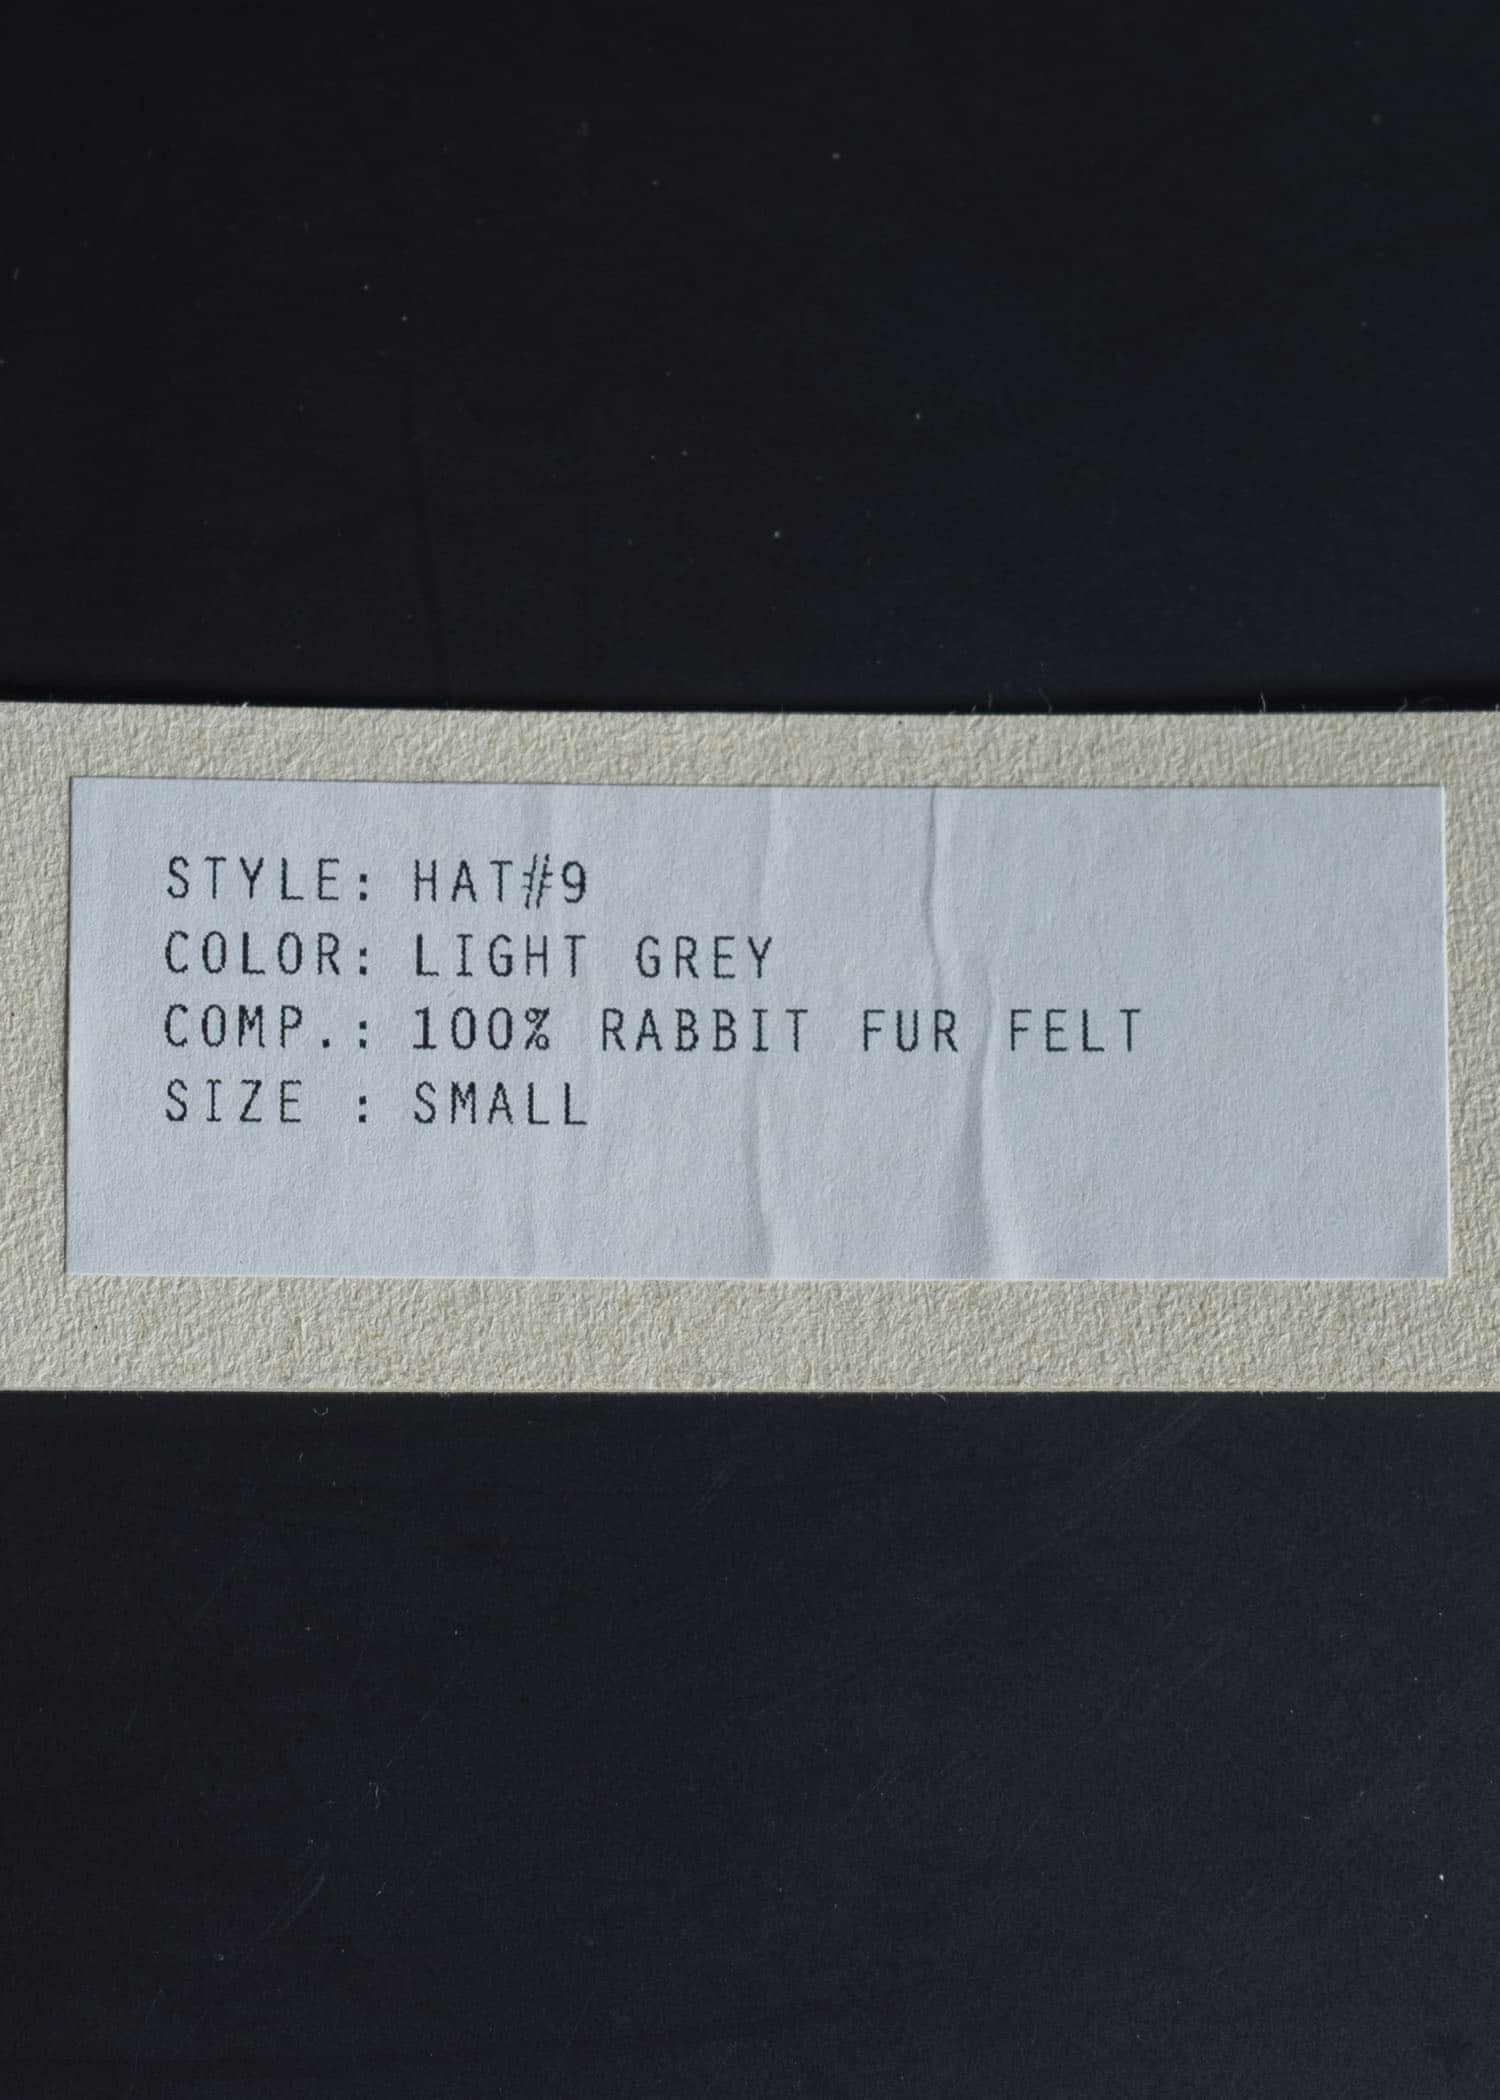 STYLE: HAT#9
COLOR: LIGHT GREY
COMP.: 100% RABBIT FUR FELT
SIZE : SMALL